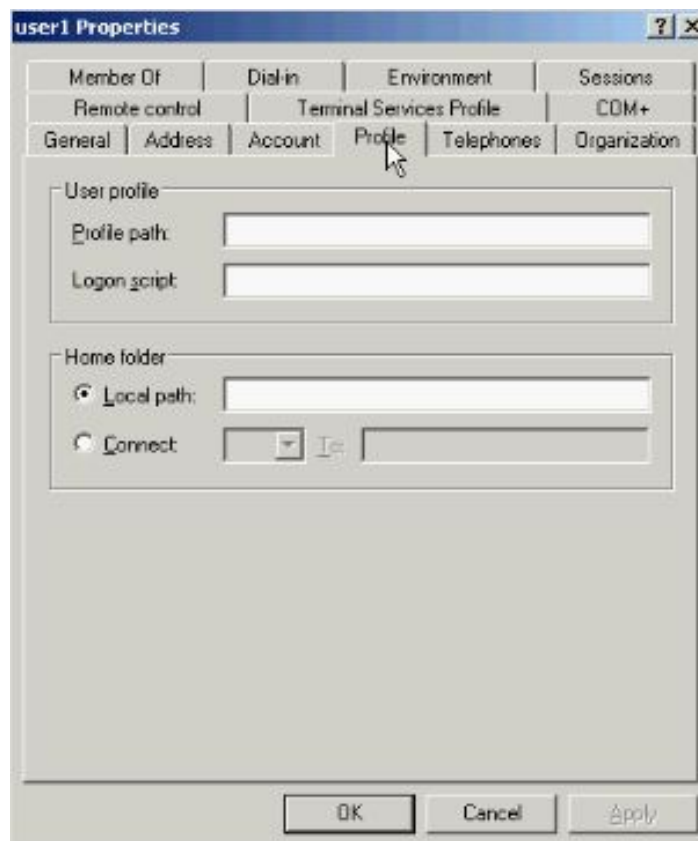 user1 Properties
Member Of Dial-in Environment Sessions
Remote control Terminal Services Profile COM+
General Address Account Profile Telephones Organization
User profile
Profile path:
Logon script:
Home folder
Local path:
Connect: To:
OK Cancel Apply